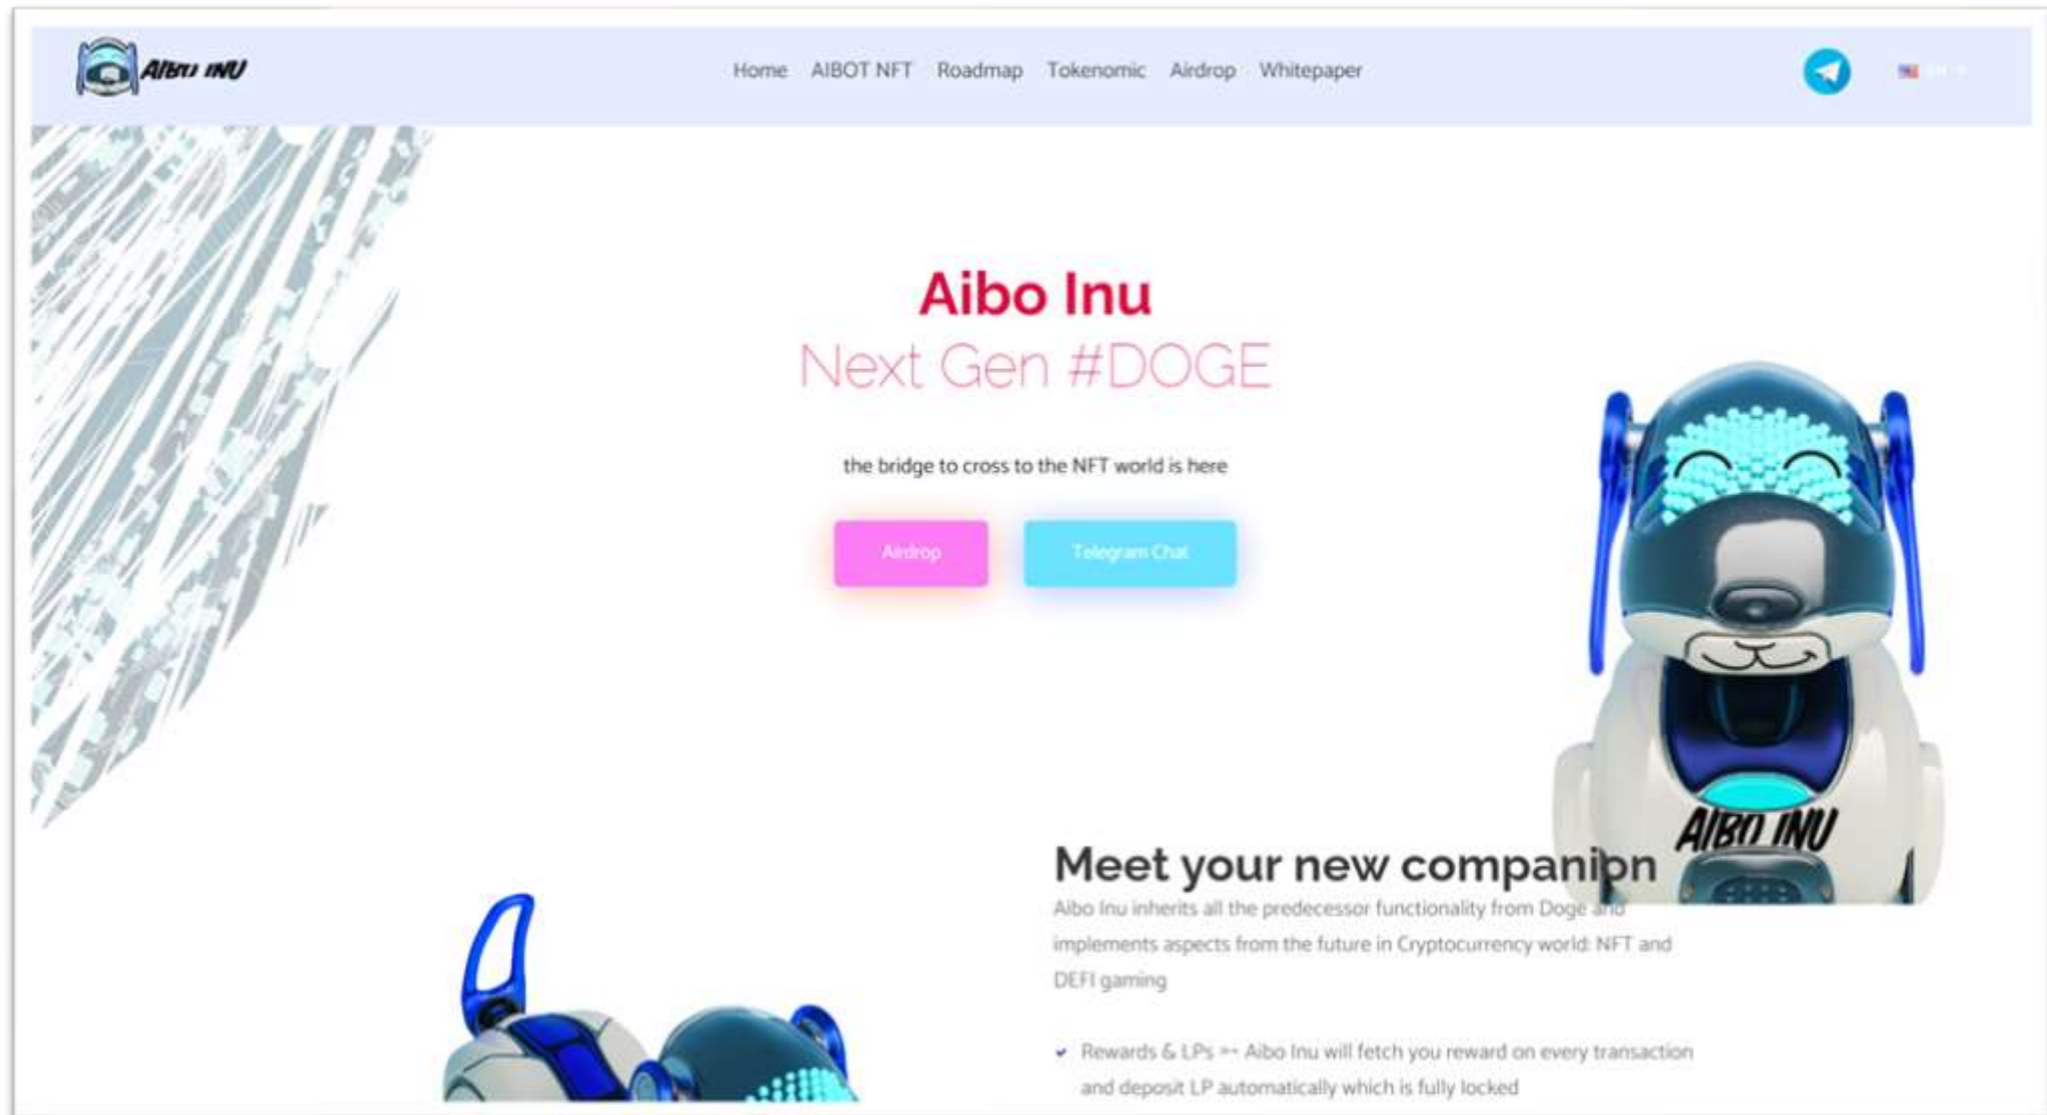 AIBO INU
Home AIBOT NFT Roadmap Tokenomic Airdrop Whitepaper
Aibo Inu
Next Gen #DOGE
the bridge to cross to the NFT world is here
Airdrop Telegram Chat
AIBO INU
Meet your new companion
Aibo Inu inherits all the predecessor functionality from Doge and
implements aspects from the future in Cryptocurrency world: NFT and
DEFI gaming
Rewards & LPs >- Aibo Inu will fetch you reward on every transaction
and deposit LP automatically which is fully locked